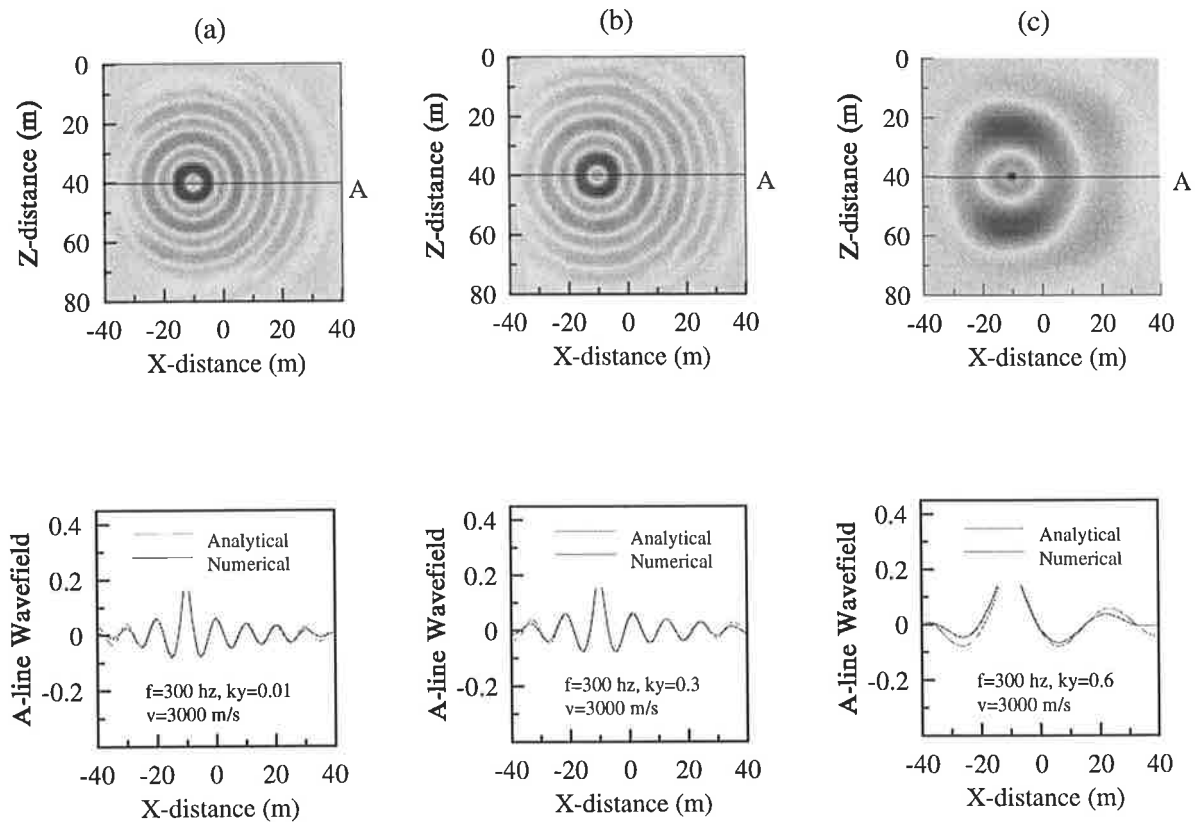 (a)
(b)
(c)
Z-distance (m)
0
20
40
60
80
A
-40 -20 0 20 40
X-distance (m)
Z-distance (m)
0
20
40
60
80
A
-40 -20 0 20 40
X-distance (m)
Z-distance (m)
0
20
40
60
80
A
-40 -20 0 20 40
X-distance (m)
A-line Wavefield
0.4
0.2
0
-0.2
Analytical
Numerical
f=300 hz, ky=0.01
v=3000 m/s
-40 -20 0 20 40
X-distance (m)
A-line Wavefield
0.4
0.2
0
-0.2
Analytical
Numerical
f=300 hz, ky=0.3
v=3000 m/s
-40 -20 0 20 40
X-distance (m)
A-line Wavefield
0.4
0.2
0
-0.2
Analytical
Numerical
f=300 hz, ky=0.6
v=3000 m/s
-40 -20 0 20 40
X-distance (m)